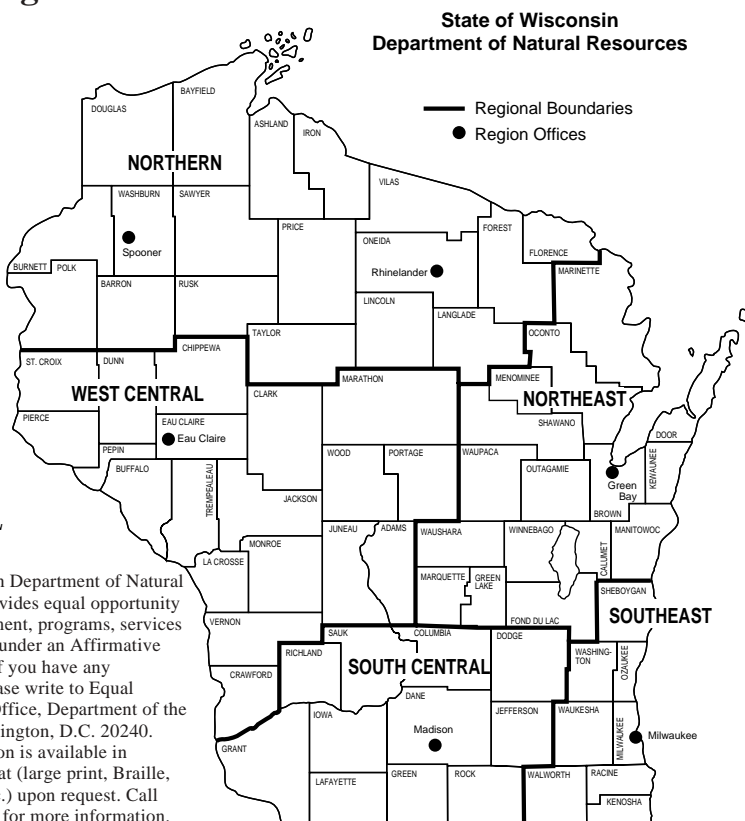 State of Wisconsin
Department of Natural Resources
Regional Boundaries
Region Offices
BAYFIELD
DOUGLAS
ASHLAND
IRON
NORTHERN
VILAS
WASHBURN
SAWYER
PRICE
FOREST
ONEIDA
FLORENCE
Spooner
Rhinelander
MARINETTE
BURNETT
POLK
BARRON
RUSK
LINCOLN
LANGLADE
TAYLOR
OCONTO
CHIPPEWA
ST. CROIX
DUNN
MARATHON
MENOMINEE
WEST CENTRAL
CLARK
NORTHEAST
PIERCE
EAU CLAIRE
Eau Claire
SHAWANO
DOOR
PEPIN
WOOD
PORTAGE
WAUPACA
BUFFALO
OUTAGAMIE
KEWAUNEE
TREMPEALEAU
Green
Bay
JACKSON
BROWN
JUNEAU
ADAMS
WAUSHARA
WINNEBAGO
MANITOWOC
MONROE
CALUMET
LA CROSSE
MARQUETTE
GREEN
LAKE
SHEBOYGAN
VERNON
FOND DU LAC
SOUTHEAST
SAUK
COLUMBIA
DODGE
RICHLAND
WASHING-
TON
OZAUKEE
CRAWFORD
SOUTH CENTRAL
DANE
IOWA
JEFFERSON
WAUKESHA
MILWAUKEE
Milwaukee
Madison
GRANT
LAFAYETTE
GREEN
ROCK
WALWORTH
RACINE
KENOSHA
n Department of Natural
vides equal opportunity
ment, programs, services
under an Affirmative
f you have any
ase write to Equal
Office, Department of the
hington, D.C. 20240.
on is available in
at (large print, Braille,
c.) upon request. Call
for more information.